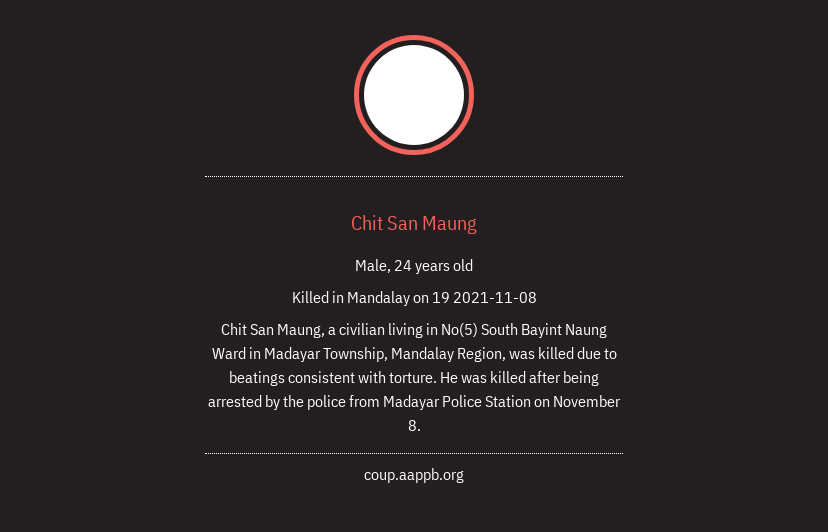 Chit San Maung
Male, 24 years old
Killed in Mandalay on 19 2021-11-08
Chit San Maung, a civilian living in No(5) South Bayint Naung
Ward in Madayar Township, Mandalay Region, was killed due to
beatings consistent with torture. He was killed after being
arrested by the police from Madayar Police Station on November
8.
coup.aappb.org